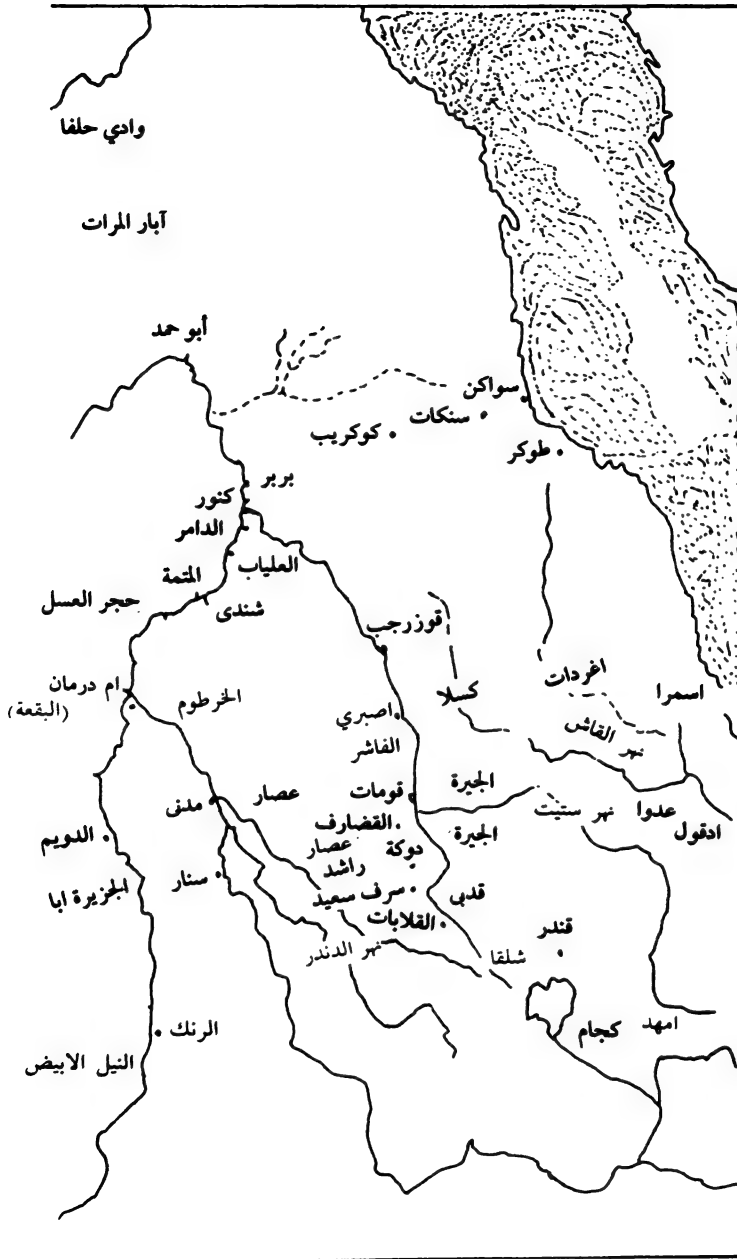 وادي حلفا
آبار المرات
أبو حمد
سواكن
سنكات
كوكريب
طوكر
بربر
كنور
الدامر
العلياب
المتمة
شندى
حجر العسل
قوزرجب
اغردات
اسمرا
كسلا
ام درمان
(البقعة)
الخرطوم
اصبري
نهر القاش
الفاشر
الجيرة
قومات
عصار
مدنى
نهر ستيت
عدوا
ادقول
القضارف
الجيرة
الدويم
عصار
دوكة
راشد
سنار
الجزيرة ابا
سرف سعيد
قدبى
القلابات
قندر
شلقا
نهر الدندر
امهد
كجام
الرنك
النيل الابيض